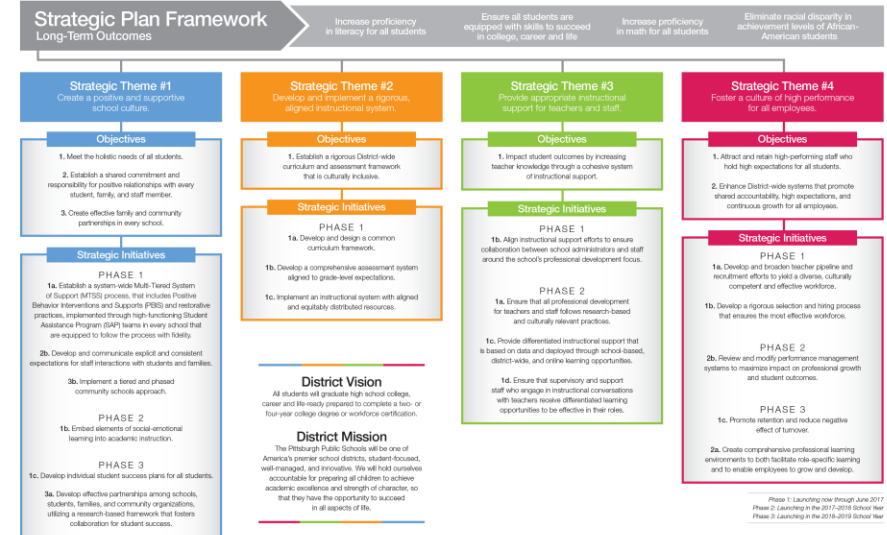 Strategic Plan Framework
Long-Term Outcomes
Increase proficiency
in literacy for all students
Ensure all students are
equipped with skills to succeed
in college, career and life
Increase proficiency
in math for all students
Eliminate racial disparity in
achievement levels of African-
American students
Strategic Theme #1
Create a positive and supportive
school culture.
Objectives
1. Meet the holistic needs of all students.
2. Establish a shared commitment and
responsibility for positive relationships with every
student, family, and staff member.
3. Create effective family and community
partnerships in every school.
Strategic Initiatives
PHASE 1
1a. Establish a system-wide Multi-Tiered System
of Support (MTSS) process, that includes Positive
Behavior Interventions and Supports (PBIS) and restorative
practices, implemented through high-functioning Student
Assistance Program (SAP) teams in every school that
are equipped to follow the process with fidelity.
2b. Develop and communicate explicit and consistent
expectations for staff interactions with students and families.
3b. Implement a tiered and phased
community schools approach.
PHASE 2
1b. Embed elements of social-emotional
learning into academic instruction.
PHASE 3
1c. Develop individual student success plans for all students.
3a. Develop effective partnerships among schools,
students, families, and community organizations,
utilizing a research-based framework that fosters
collaboration for student success.
Strategic Theme #2
Develop and implement a rigorous,
aligned instructional system.
Objectives
1. Establish a rigorous District-wide
curriculum and assessment framework
that is culturally inclusive.
Strategic Initiatives
PHASE 1
1a. Develop and design a common
curriculum framework.
1b. Develop a comprehensive assessment system
aligned to grade-level expectations.
1c. Implement an instructional system with aligned
and equitably distributed resources.
District Vision
All students will graduate high school college,
career and life-ready prepared to complete a two- or
four-year college degree or workforce certification.
District Mission
The Pittsburgh Public Schools will be one of
America's premier school districts, student-focused,
well-managed, and innovative. We will hold ourselves
accountable for preparing all children to achieve
academic excellence and strength of character, so
that they have the opportunity to succeed
in all aspects of life.
Strategic Theme #3
Provide appropriate instructional
support for teachers and staff.
Objectives
1. Impact student outcomes by increasing
teacher knowledge through a cohesive system
of instructional support.
Strategic Initiatives
PHASE 1
1b. Align instructional support efforts to ensure
collaboration between school administrators and staff
around the school's professional development focus.
PHASE 2
1a. Ensure that all professional development
for teachers and staff follows research-based
and culturally relevant practices.
1c. Provide differentiated instructional support that
is based on data and deployed through school-based,
district-wide, and online learning opportunities.
1d. Ensure that supervisory and support
staff who engage in instructional conversations
with teachers receive differentiated learning
opportunities to be effective in their roles.
Strategic Theme #4
Foster a culture of high performance
for all employees.
Objectives
1. Attract and retain high-performing staff who
hold high expectations for all students.
2. Enhance District-wide systems that promote
shared accountability, high expectations, and
continuous growth for all employees.
Strategic Initiatives
PHASE 1
1a. Develop and broaden teacher pipeline and
recruitment efforts to yield a diverse, culturally
competent and effective workforce.
1b. Develop a rigorous selection and hiring process
that ensures the most effective workforce.
PHASE 2
2b. Review and modify performance management
systems to maximize impact on professional growth
and student outcomes.
PHASE 3
1c. Promote retention and reduce negative
effect of turnover.
2a. Create comprehensive professional learning
environments to both facilitate role-specific learning
and to enable employees to grow and develop.
Phase 1: Launching now through June 2017
Phase 2: Launching in the 2017–2018 School Year
Phase 3: Launching in the 2018–2019 School Year